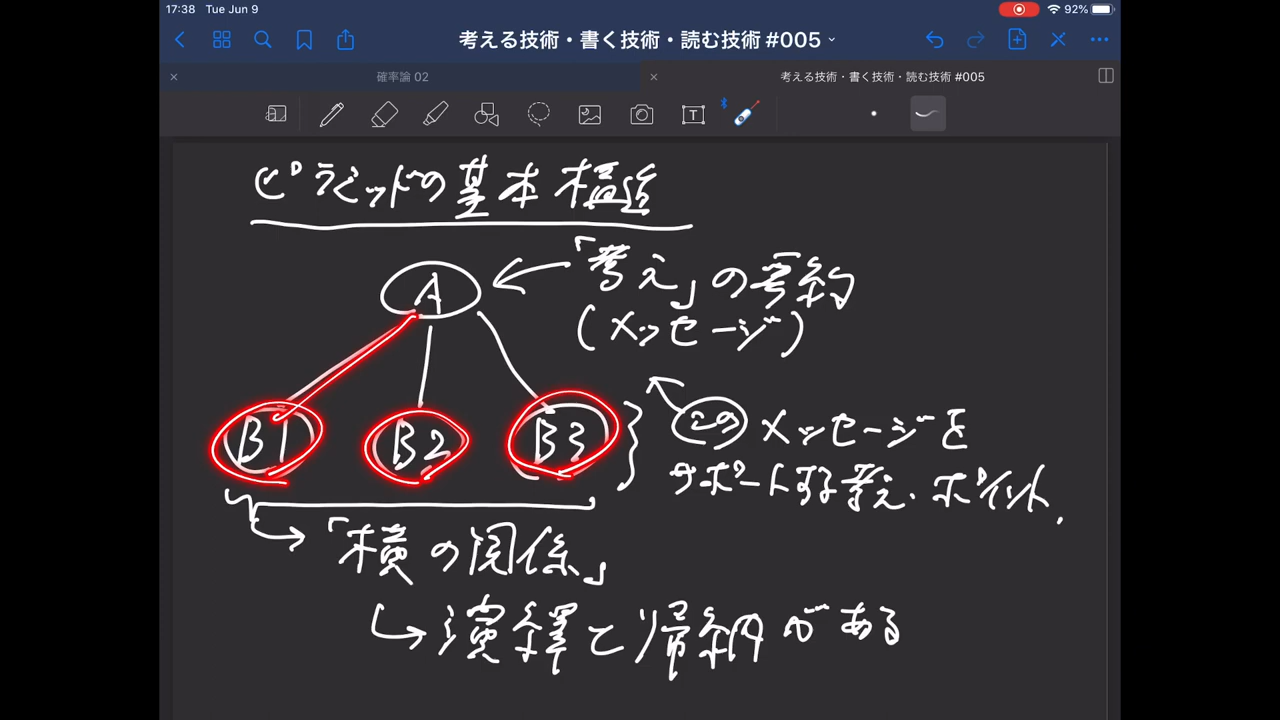 17:38 Tue Jun 9 92%
考える技術・書く技術・読む技術 #005
確率論 02
考える技術・書く技術・読む技術 #005
T
ピラミッドの基本構造
A
「考え」の要約
(メッセージ)
B1 B2 B3
このメッセージを
サポートする考え、ポイント、
「横の関係」
演繹と帰納がある